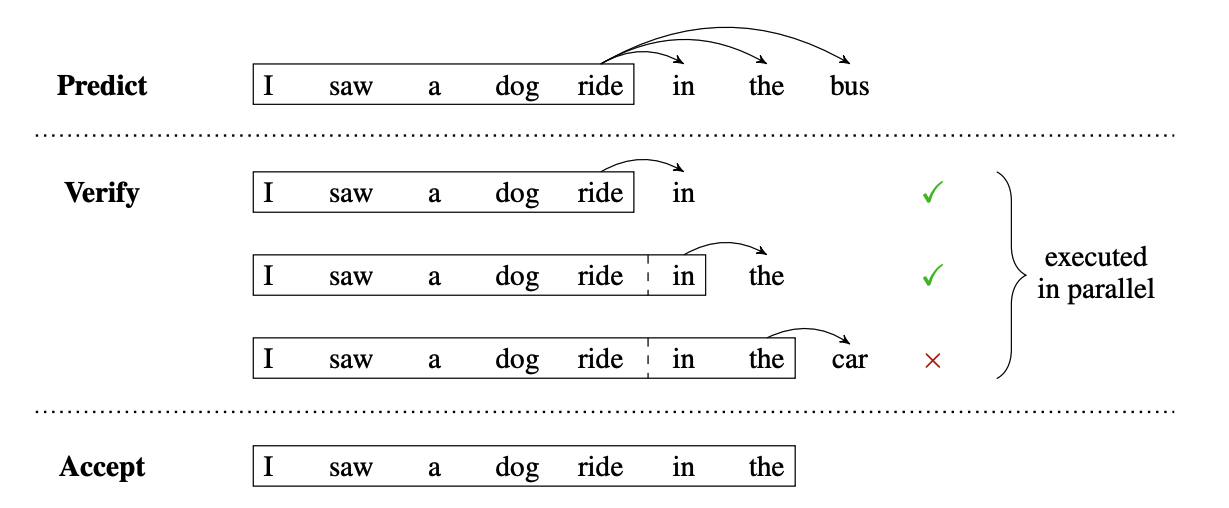 Predict I saw a dog ride in the bus
Verify I saw a dog ride in ✓
I saw a dog ride in the ✓
executed
in parallel
I saw a dog ride in the car ×
Accept I saw a dog ride in the